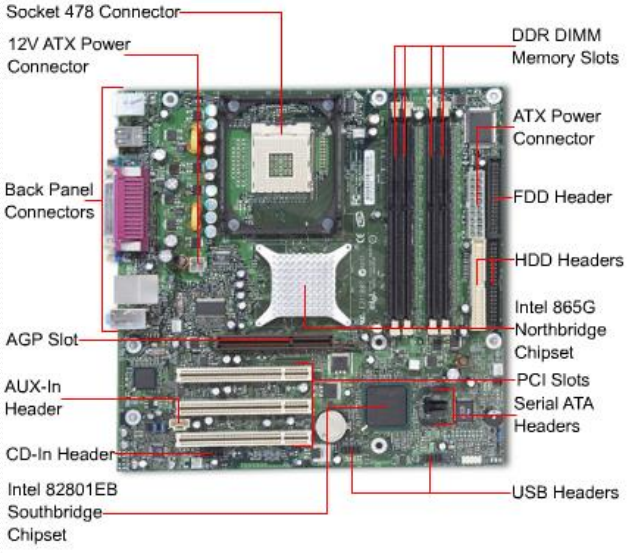 Socket 478 Connector
12V ATX Power
Connector
Back Panel
Connectors
AGP Slot
AUX-In
Header
CD-In Header
Intel 82801EB
Southbridge
Chipset
DDR DIMM
Memory Slots
ATX Power
Connector
FDD Header
HDD Headers
Intel 865G
Northbridge
Chipset
PCI Slots
Serial ATA
Headers
USB Headers